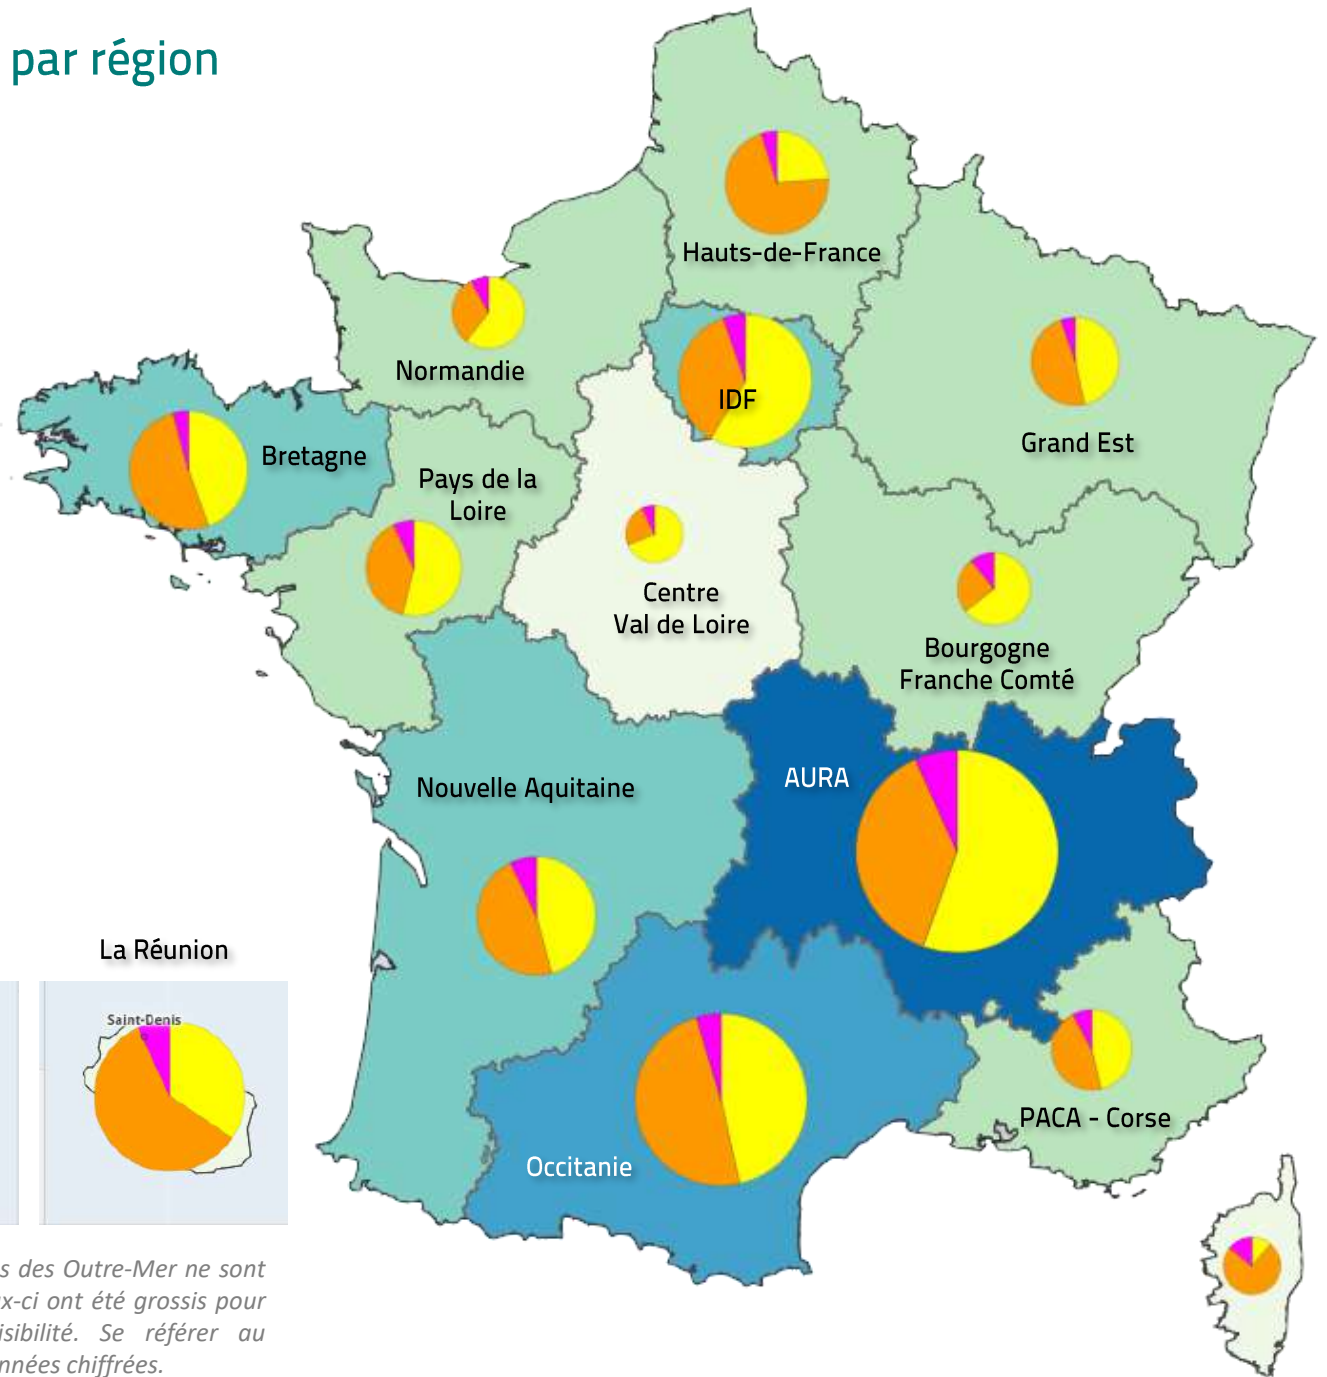 par région
Hauts-de-France
Normandie
IDF
Grand Est
Bretagne
Pays de la
Loire
Centre
Val de Loire
Bourgogne
Franche Comté
AURA
Nouvelle Aquitaine
La Réunion
Saint-Denis
PACA - Corse
Occitanie
s des Outre-Mer ne sont
x-ci ont été grossis pour
isibilité. Se référer au
nnées chiffrées.